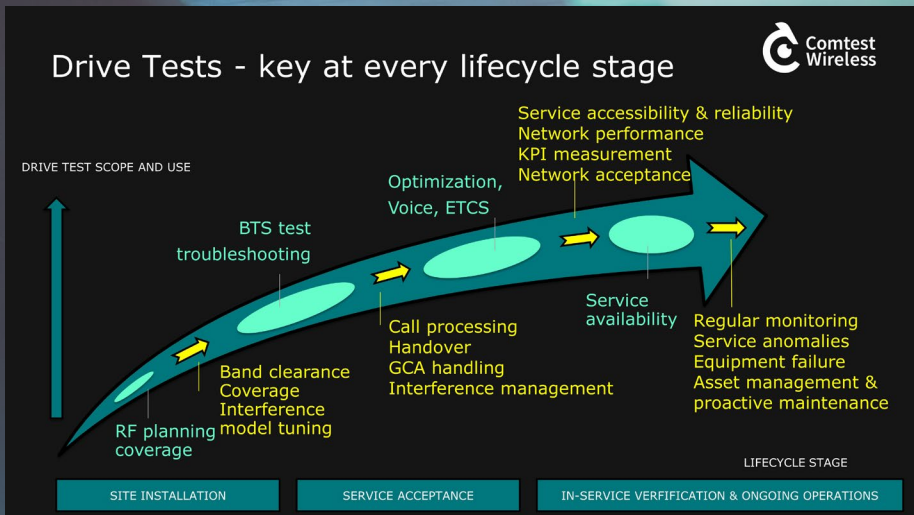 Drive Tests - key at every lifecycle stage
Comtest
Wireless
DRIVE TEST SCOPE AND USE
Service accessibility & reliability
Network performance
KPI measurement
Network acceptance
Optimization,
Voice, ETCS
BTS test
troubleshooting
Service
availability
Regular monitoring
Service anomalies
Equipment failure
Asset management &
proactive maintenance
Call processing
Handover
GCA handling
Interference management
Band clearance
Coverage
Interference
model tuning
RF planning
coverage
LIFECYCLE STAGE
SITE INSTALLATION
SERVICE ACCEPTANCE
IN-SERVICE VERFIFICATION & ONGOING OPERATIONS